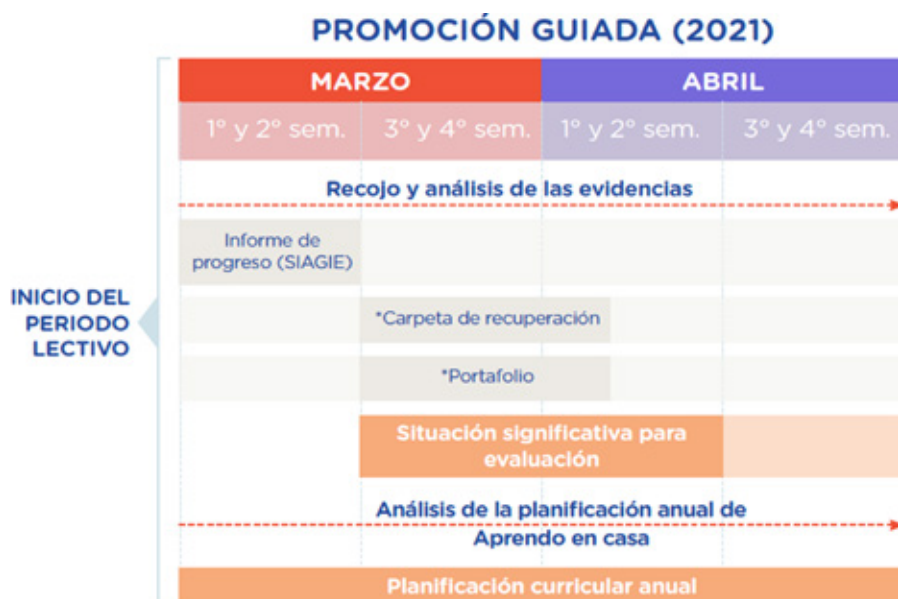 PROMOCIÓN GUIADA (2021)
MARZO
ABRIL
1° y 2° sem.
3° y 4° sem.
1° y 2° sem.
3° y 4° sem.
Recojo y análisis de las evidencias
Informe de
progreso (SIAGIE)
INICIO DEL
PERIODO
LECTIVO
*Carpeta de recuperación
*Portafolio
Situación significativa para
evaluación
Análisis de la planificación anual de
Aprendo en casa
Planificación curricular anual